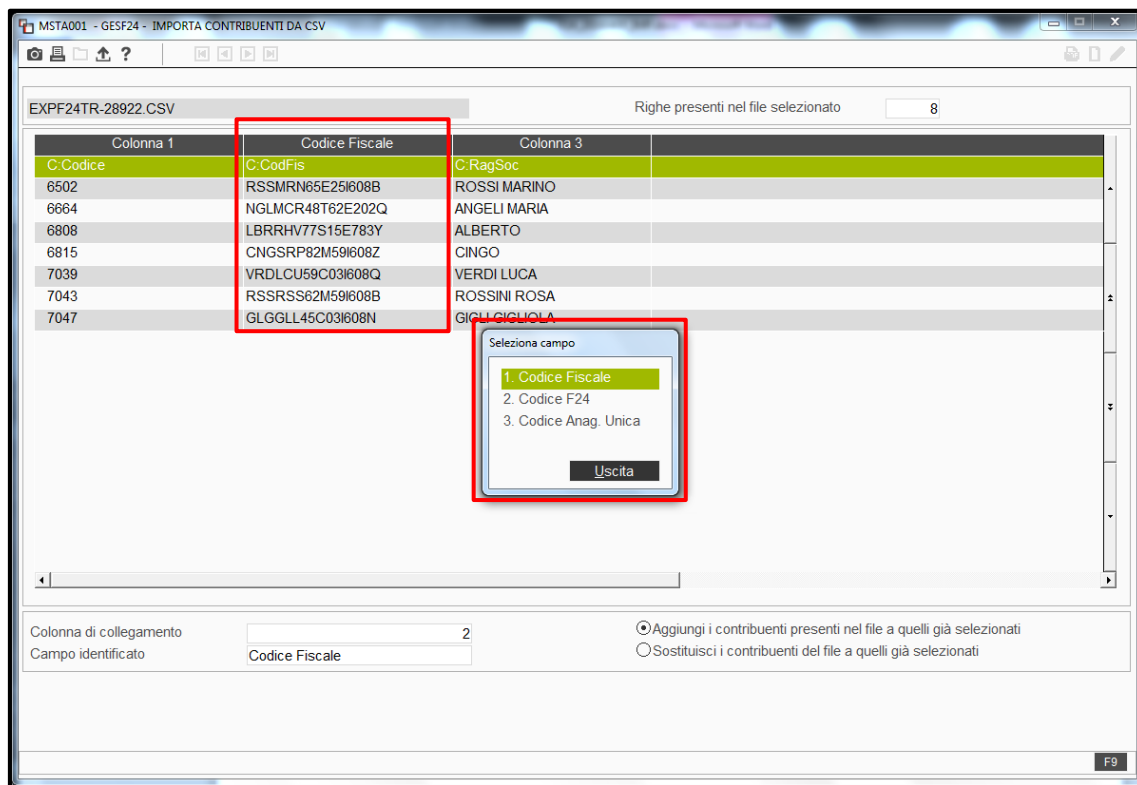 MSTA001 - GESF24 - IMPORTA CONTRIBUENTI DA CSV
EXPF24TR-28922.CSV Righe presenti nel file selezionato 8
Colonna 1 Codice Fiscale Colonna 3
C:Codice C:CodFis C:RagSoc
6502 RSSMRN65E25I608B ROSSI MARINO
6664 NGLMCR48T62E202Q ANGELI MARIA
6808 LBRRHV77S15E783Y ALBERTO
6815 CNGSRP82M59I608Z CINGO
7039 VRDLCU59C03I608Q VERDI LUCA
7043 RSSRSS62M59I608B ROSSINI ROSA
7047 GLGGLL45C03I608N GIGLI GIGLIOLA
Seleziona campo
1. Codice Fiscale
2. Codice F24
3. Codice Anag. Unica
Uscita
Colonna di collegamento 2 Aggiungi i contribuenti presenti nel file a quelli già selezionati
Campo identificato Codice Fiscale Sostituisci i contribuenti del file a quelli già selezionati
F9